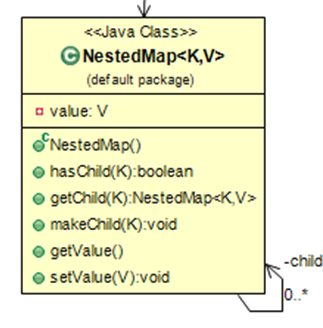 <<Java Class>>
NestedMap<K,V>
(default package)
value: V
NestedMap()
hasChild(K):boolean
getChild(K):NestedMap<K,V>
makeChild(K):void
getValue()
setValue(V):void
-child
0..*